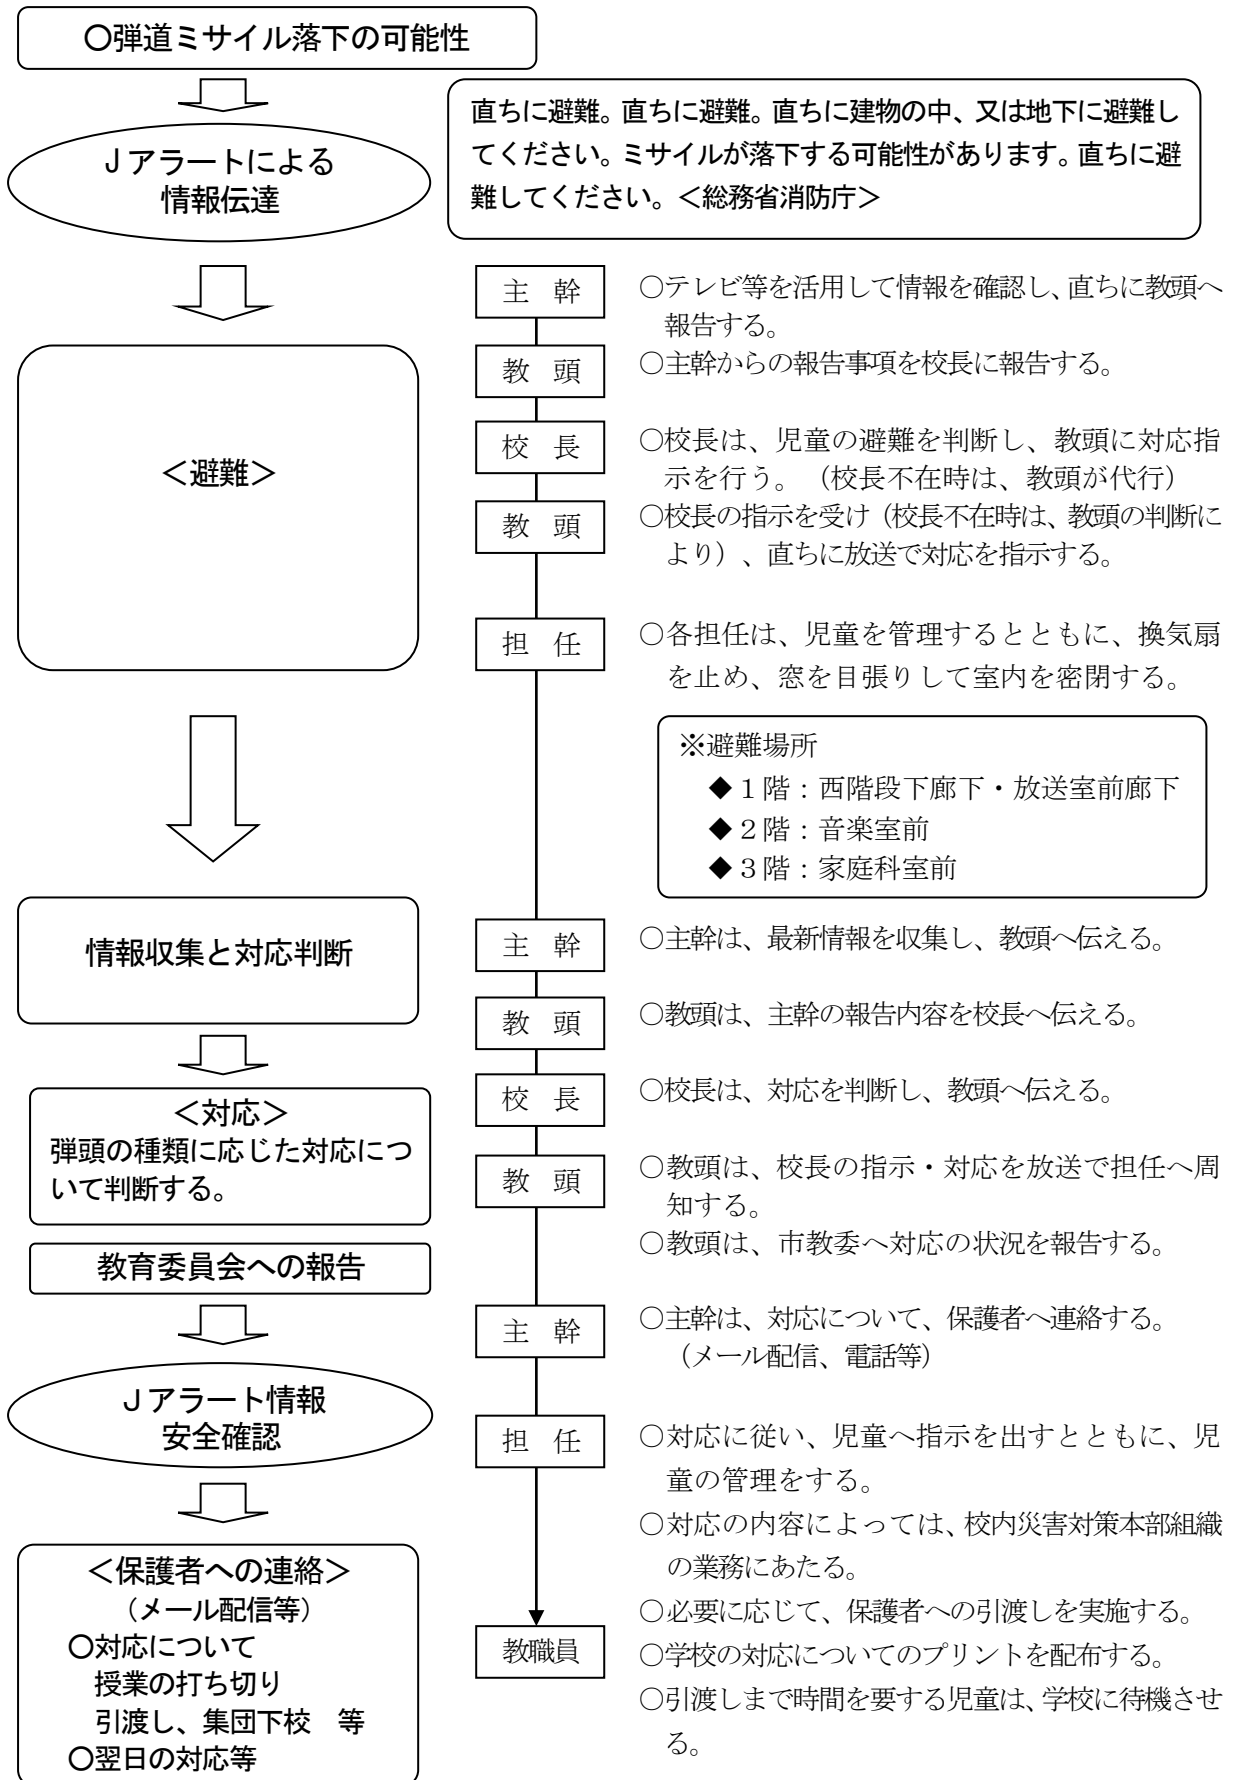 〇弾道ミサイル落下の可能性
Ｊアラートによる
情報伝達
直ちに避難。直ちに避難。直ちに建物の中、又は地下に避難し
てください。ミサイルが落下する可能性があります。直ちに避
難してください。＜総務省消防庁＞
主　幹
〇テレビ等を活用して情報を確認し、直ちに教頭へ
報告する。
教　頭
〇主幹からの報告事項を校長に報告する。
＜避難＞
校　長
〇校長は、児童の避難を判断し、教頭に対応指
示を行う。（校長不在時は、教頭が代行）
教　頭
〇校長の指示を受け（校長不在時は、教頭の判断に
より）、直ちに放送で対応を指示する。
担　任
〇各担任は、児童を管理するとともに、換気扇
を止め、窓を目張りして室内を密閉する。
※避難場所
◆１階：西階段下廊下・放送室前廊下
◆２階：音楽室前
◆３階：家庭科室前
情報収集と対応判断
主　幹
〇主幹は、最新情報を収集し、教頭へ伝える。
教　頭
〇教頭は、主幹の報告内容を校長へ伝える。
＜対応＞
弾頭の種類に応じた対応につ
いて判断する。
校　長
〇校長は、対応を判断し、教頭へ伝える。
教　頭
〇教頭は、校長の指示・対応を放送で担任へ周
知する。
〇教頭は、市教委へ対応の状況を報告する。
教育委員会への報告
主　幹
〇主幹は、対応について、保護者へ連絡する。
（メール配信、電話等）
Ｊアラート情報
安全確認
担　任
〇対応に従い、児童へ指示を出すとともに、児
童の管理をする。
〇対応の内容によっては、校内災害対策本部組織
の業務にあたる。
〇必要に応じて、保護者への引渡しを実施する。
教職員
〇学校の対応についてのプリントを配布する。
〇引渡しまで時間を要する児童は、学校に待機させ
る。
＜保護者への連絡＞
（メール配信等）
〇対応について
授業の打ち切り
引渡し、集団下校　等
〇翌日の対応等